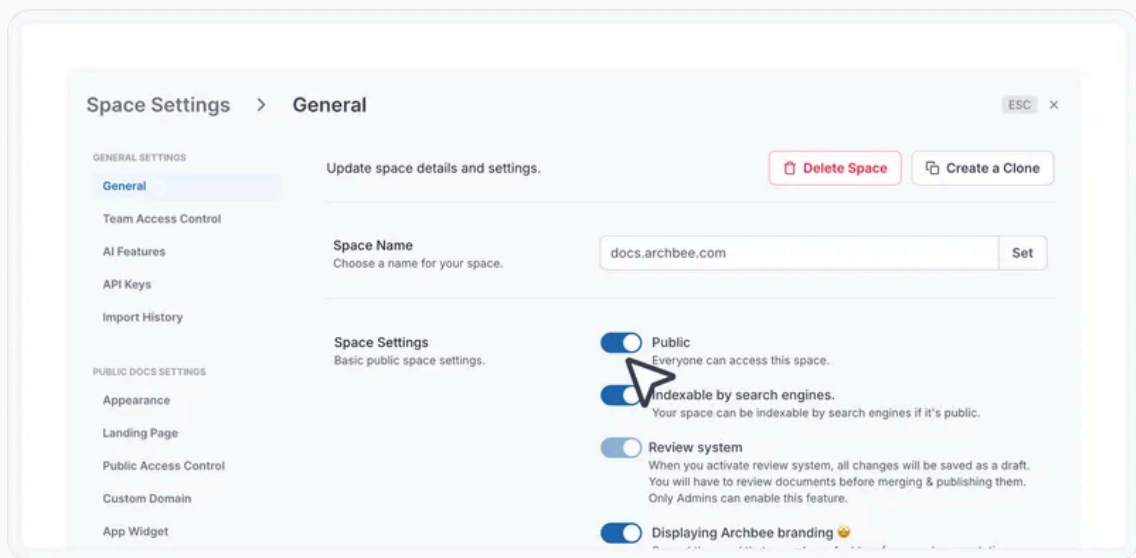 Space Settings > General
ESC ×
GENERAL SETTINGS
General
Team Access Control
AI Features
API Keys
Import History
PUBLIC DOCS SETTINGS
Appearance
Landing Page
Public Access Control
Custom Domain
App Widget
Update space details and settings.
Delete Space
Create a Clone
Space Name
Choose a name for your space.
docs.archbee.com
Set
Space Settings
Basic public space settings.
Public
Everyone can access this space.
Indexable by search engines.
Your space can be indexable by search engines if it's public.
Review system
When you activate review system, all changes will be saved as a draft.
You will have to review documents before merging & publishing them.
Only Admins can enable this feature.
Displaying Archbee branding 🤩